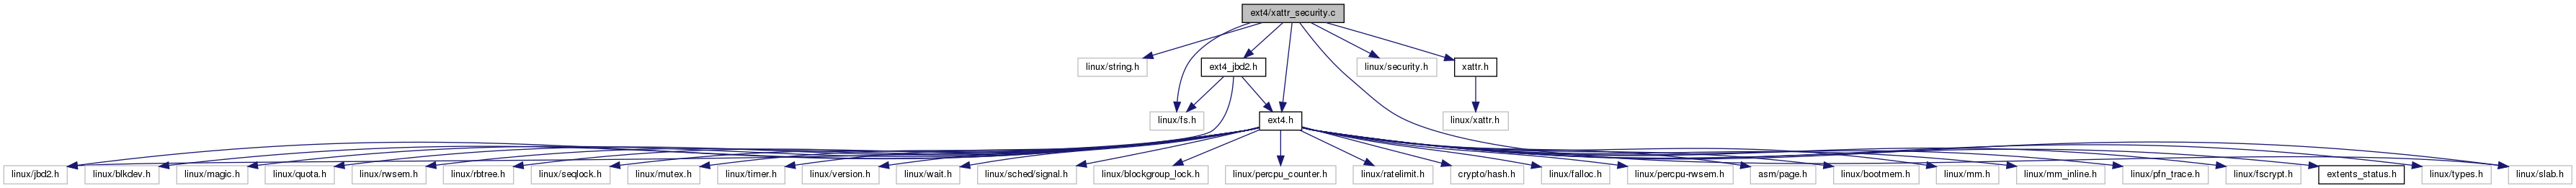 ext4/xattr_security.c
linux/string.h
ext4_jbd2.h
linux/security.h
xattr.h
linux/fs.h
ext4.h
linux/xattr.h
linux/jbd2.h
linux/blkdev.h
linux/magic.h
linux/quota.h
linux/rwsem.h
linux/rbtree.h
linux/seqlock.h
linux/mutex.h
linux/timer.h
linux/version.h
linux/wait.h
linux/sched/signal.h
linux/blockgroup_lock.h
linux/percpu_counter.h
linux/ratelimit.h
crypto/hash.h
linux/falloc.h
linux/percpu-rwsem.h
asm/page.h
linux/bootmem.h
linux/mm.h
linux/mm_inline.h
linux/pfn_trace.h
linux/fscrypt.h
extents_status.h
linux/types.h
linux/slab.h